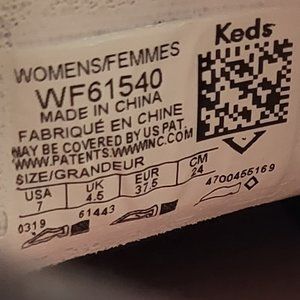 Keds
WOMENS/FEMMES
WF61540
MADE IN CHINA
FABRIQUÉ EN CHINE
MAY BE COVERED BY US PAT.
WWW.PATENTS.WWWMINC.COM
SIZE/GRANDEUR
USA UK EUR CM
7 4.5 37.5 24
0319 61443 4700455169